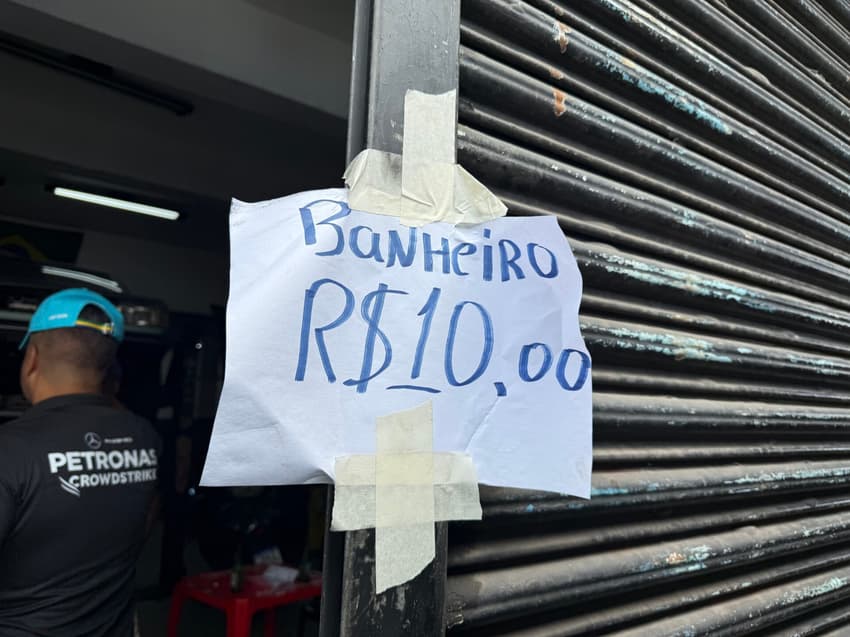 BaNHeiRO
R$10,00
PETRONAS
CROWDSTRIKE